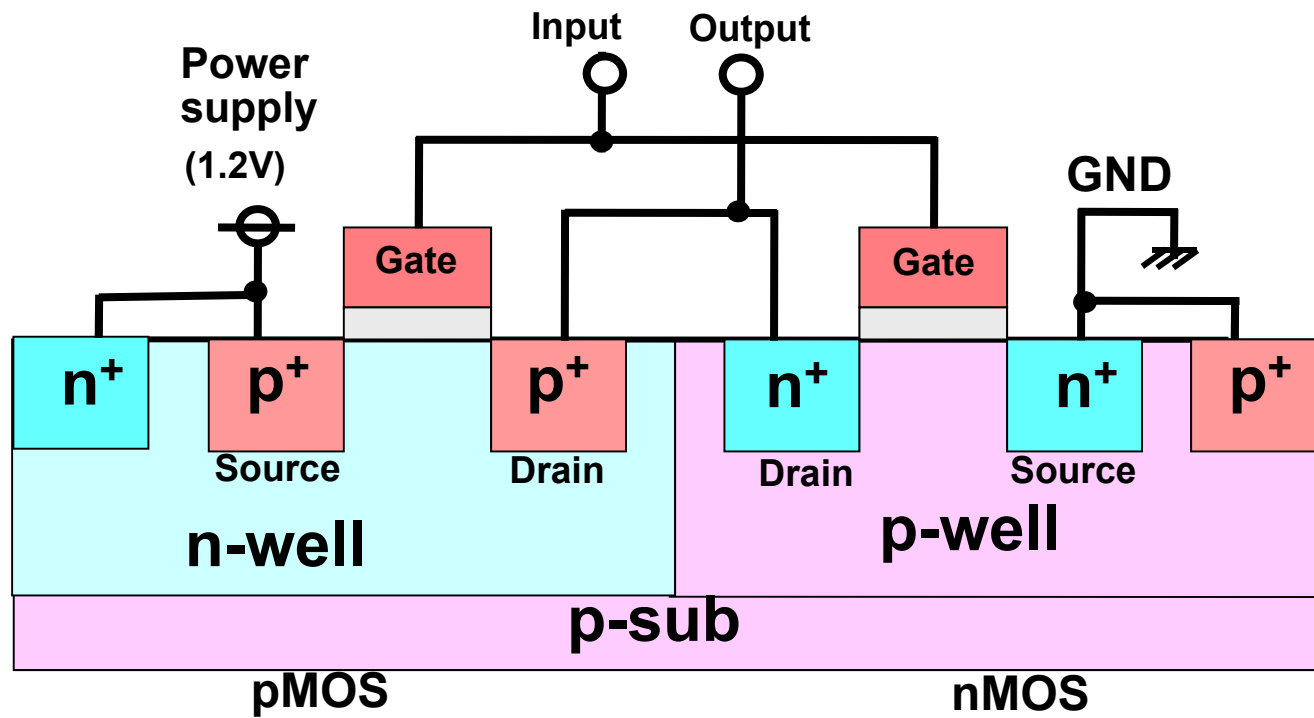 Input
Output
Power
supply
(1.2V)
GND
Gate
Gate
n⁺
p⁺
p⁺
n⁺
n⁺
p⁺
Source
Drain
Drain
Source
n-well
p-well
p-sub
pMOS
nMOS